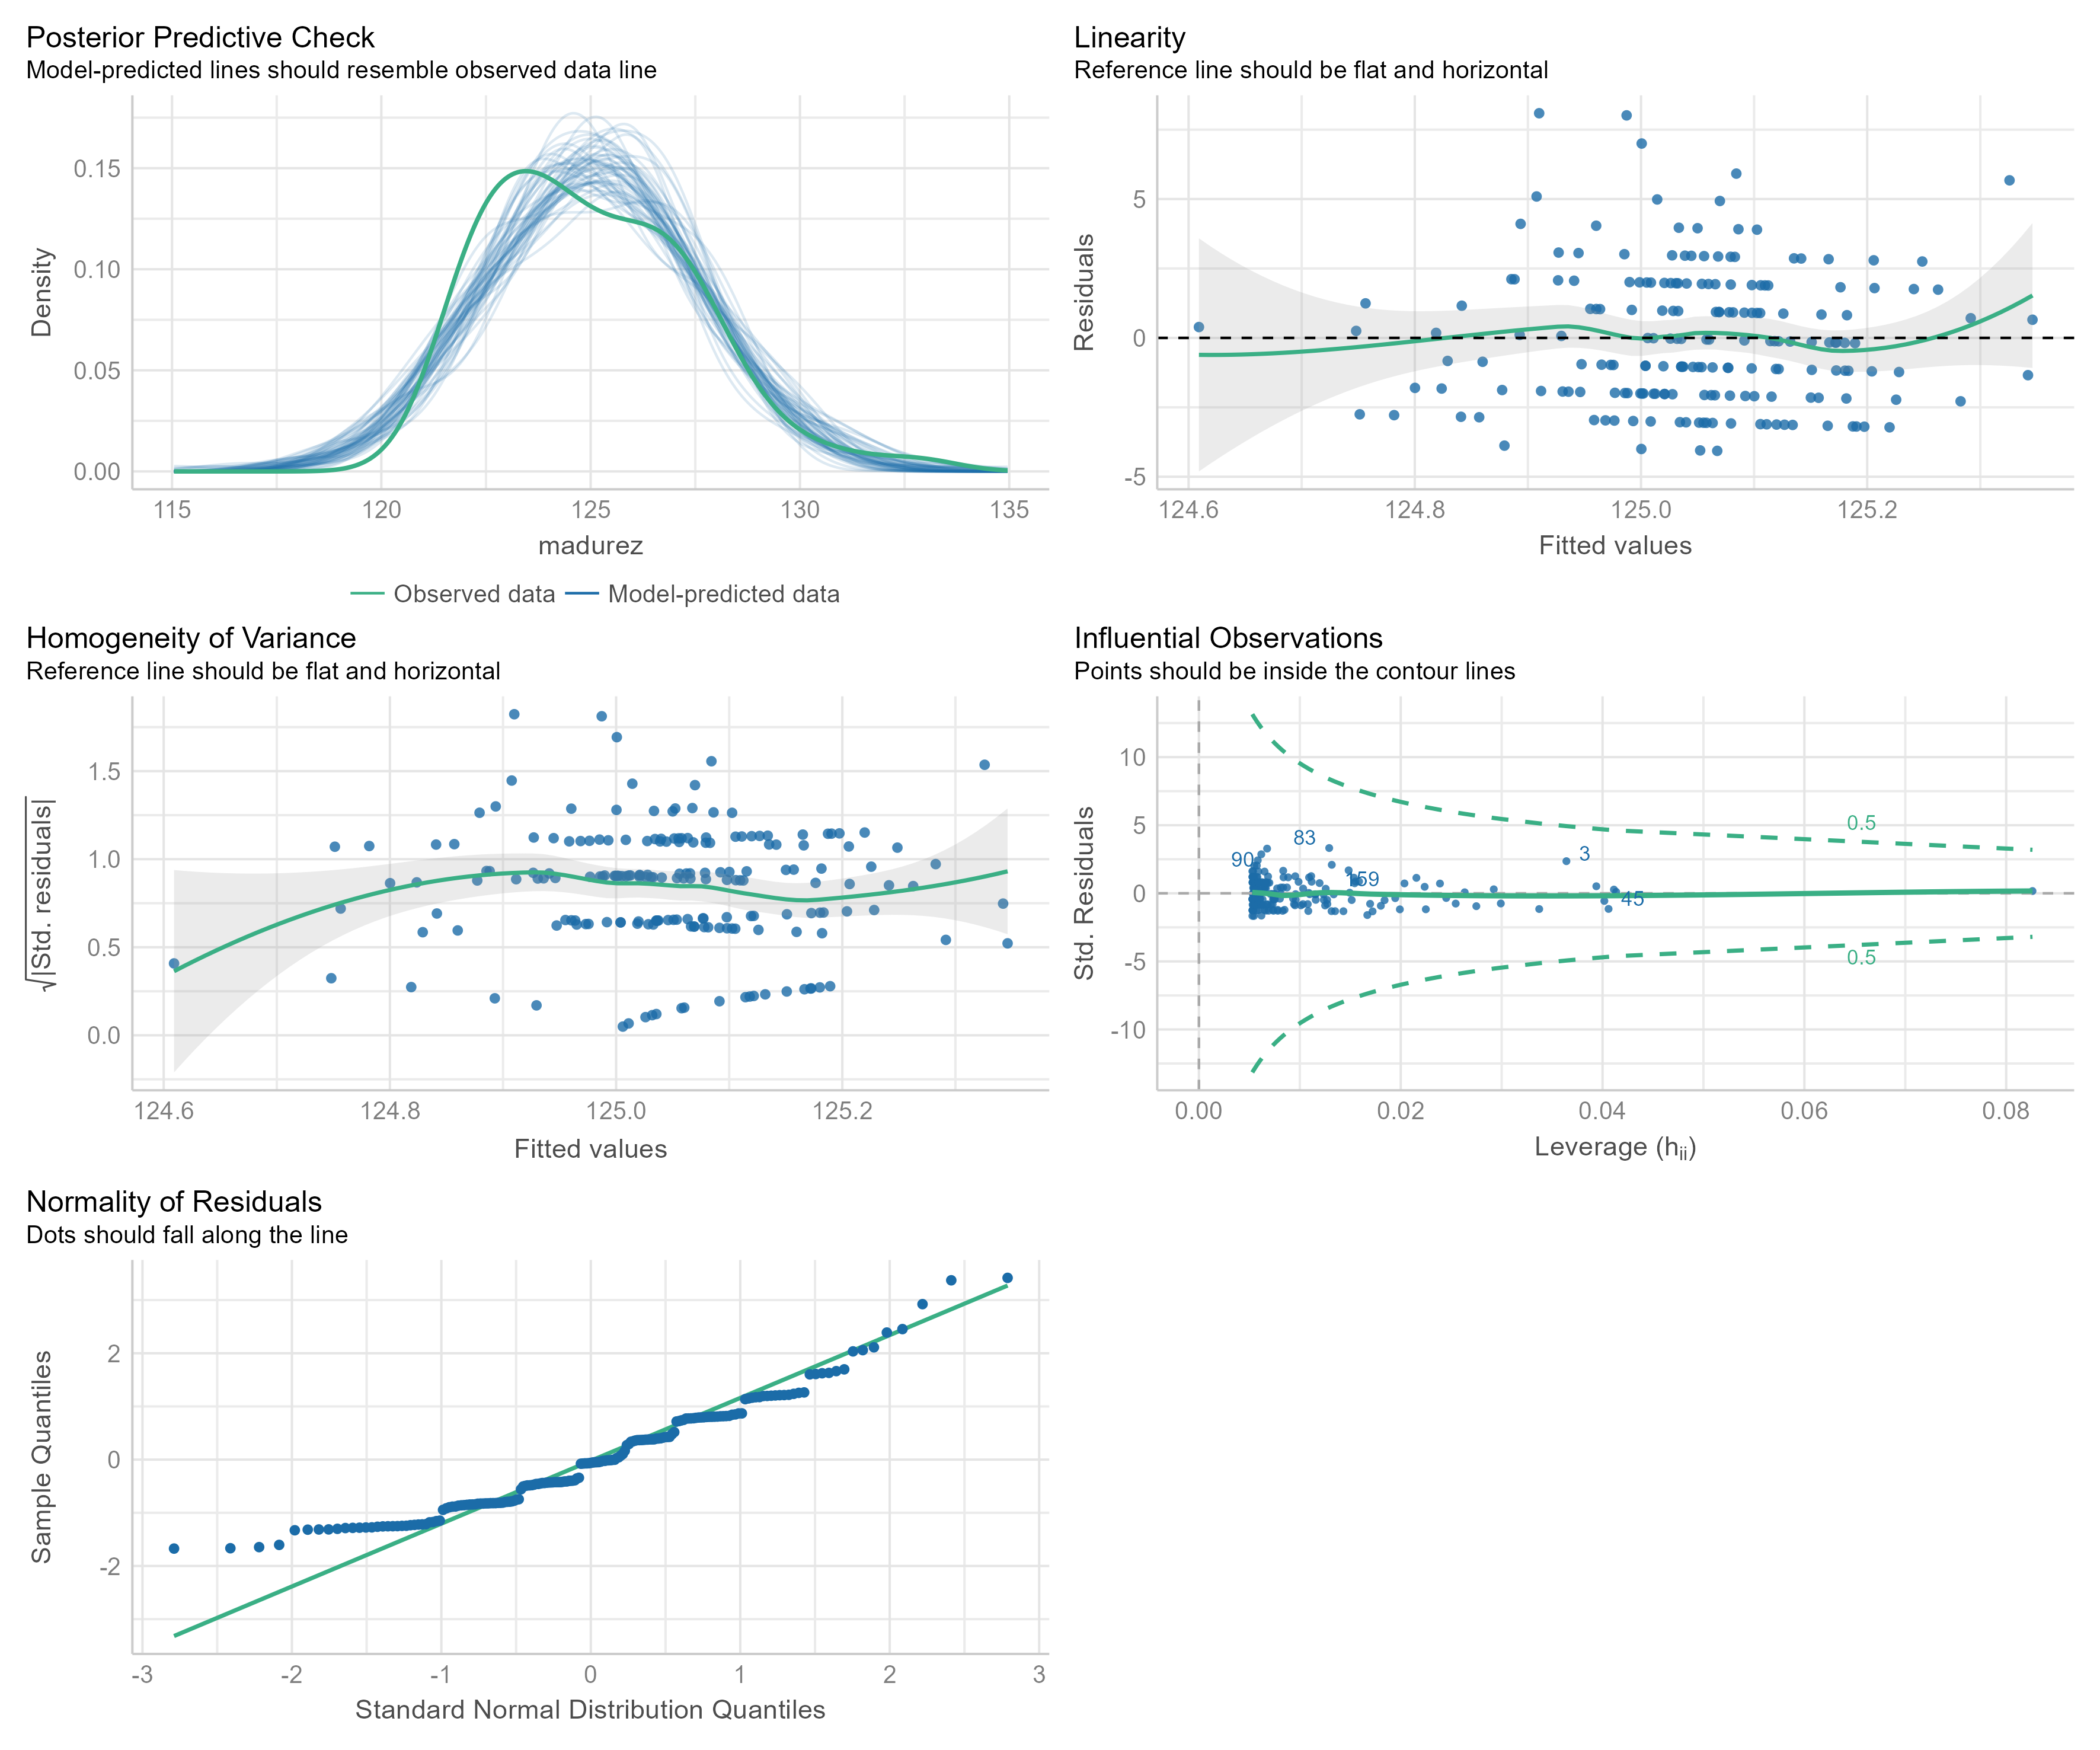 Posterior Predictive Check
Model-predicted lines should resemble observed data line
Density
0.15
0.10
0.05
0.00
115
120
125
130
135
madurez
Observed data
Model-predicted data
Linearity
Reference line should be flat and horizontal
Residuals
5
0
-5
124.6
124.8
125.0
125.2
Fitted values
Homogeneity of Variance
Reference line should be flat and horizontal
√|Std. residuals|
1.5
1.0
0.5
0.0
124.6
124.8
125.0
125.2
Fitted values
Influential Observations
Points should be inside the contour lines
Std. Residuals
10
5
0
-5
-10
0.5
83
90
3
159
45
0.5
0.00
0.02
0.04
0.06
0.08
Leverage (hii)
Normality of Residuals
Dots should fall along the line
Sample Quantiles
2
0
-2
-3
-2
-1
0
1
2
3
Standard Normal Distribution Quantiles